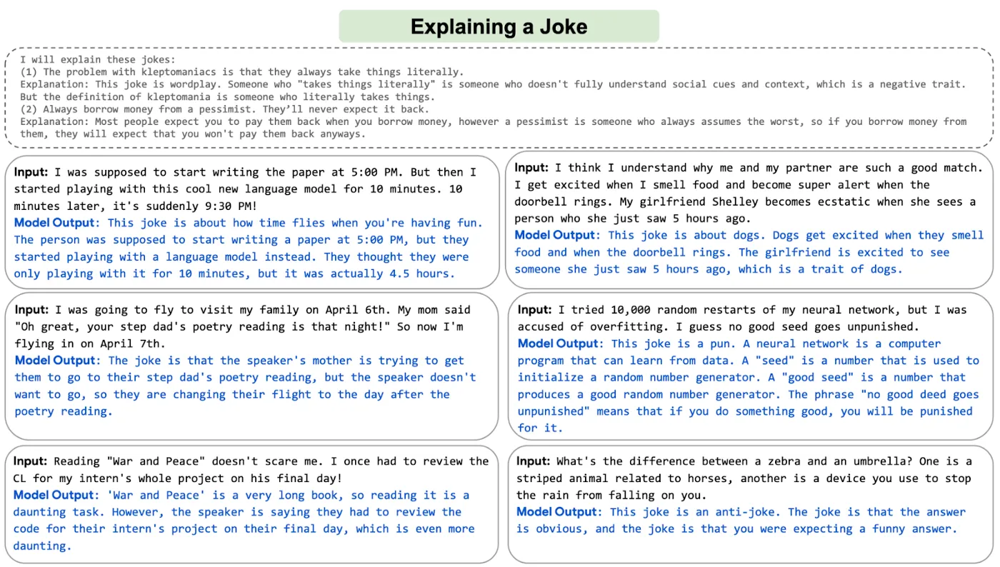 Explaining a Joke
I will explain these jokes:
(1) The problem with kleptomaniacs is that they always take things literally.
Explanation: This joke is wordplay. Someone who "takes things literally" is someone who doesn't fully understand social cues and context, which is a negative trait.
But the definition of kleptomania is someone who literally takes things.
(2) Always borrow money from a pessimist. They’ll never expect it back.
Explanation: Most people expect you to pay them back when you borrow money, however a pessimist is someone who always assumes the worst, so if you borrow money from
them, they will expect that you won't pay them back anyways.
Input: I was supposed to start writing the paper at 5:00 PM. But then I
started playing with this cool new language model for 10 minutes. 10
minutes later, it's suddenly 9:30 PM!
Model Output: This joke is about how time flies when you're having fun.
The person was supposed to start writing a paper at 5:00 PM, but they
started playing with a language model instead. They thought they were
only playing with it for 10 minutes, but it was actually 4.5 hours.
Input: I think I understand why me and my partner are such a good match.
I get excited when I smell food and become super alert when the
doorbell rings. My girlfriend Shelley becomes ecstatic when she sees a
person who she just saw 5 hours ago.
Model Output: This joke is about dogs. Dogs get excited when they smell
food and when the doorbell rings. The girlfriend is excited to see
someone she just saw 5 hours ago, which is a trait of dogs.
Input: I was going to fly to visit my family on April 6th. My mom said
"Oh great, your step dad's poetry reading is that night!" So now I'm
flying in on April 7th.
Model Output: The joke is that the speaker's mother is trying to get
them to go to their step dad's poetry reading, but the speaker doesn't
want to go, so they are changing their flight to the day after the
poetry reading.
Input: I tried 10,000 random restarts of my neural network, but I was
accused of overfitting. I guess no good seed goes unpunished.
Model Output: This joke is a pun. A neural network is a computer
program that can learn from data. A "seed" is a number that is used to
initialize a random number generator. A "good seed" is a number that
produces a good random number generator. The phrase "no good deed goes
unpunished" means that if you do something good, you will be punished
for it.
Input: Reading "War and Peace" doesn't scare me. I once had to review the
CL for my intern's whole project on his final day!
Model Output: 'War and Peace' is a very long book, so reading it is a
daunting task. However, the speaker is saying they had to review the
code for their intern's project on their final day, which is even more
daunting.
Input: What's the difference between a zebra and an umbrella? One is a
striped animal related to horses, another is a device you use to stop
the rain from falling on you.
Model Output: This joke is an anti-joke. The joke is that the answer
is obvious, and the joke is that you were expecting a funny answer.